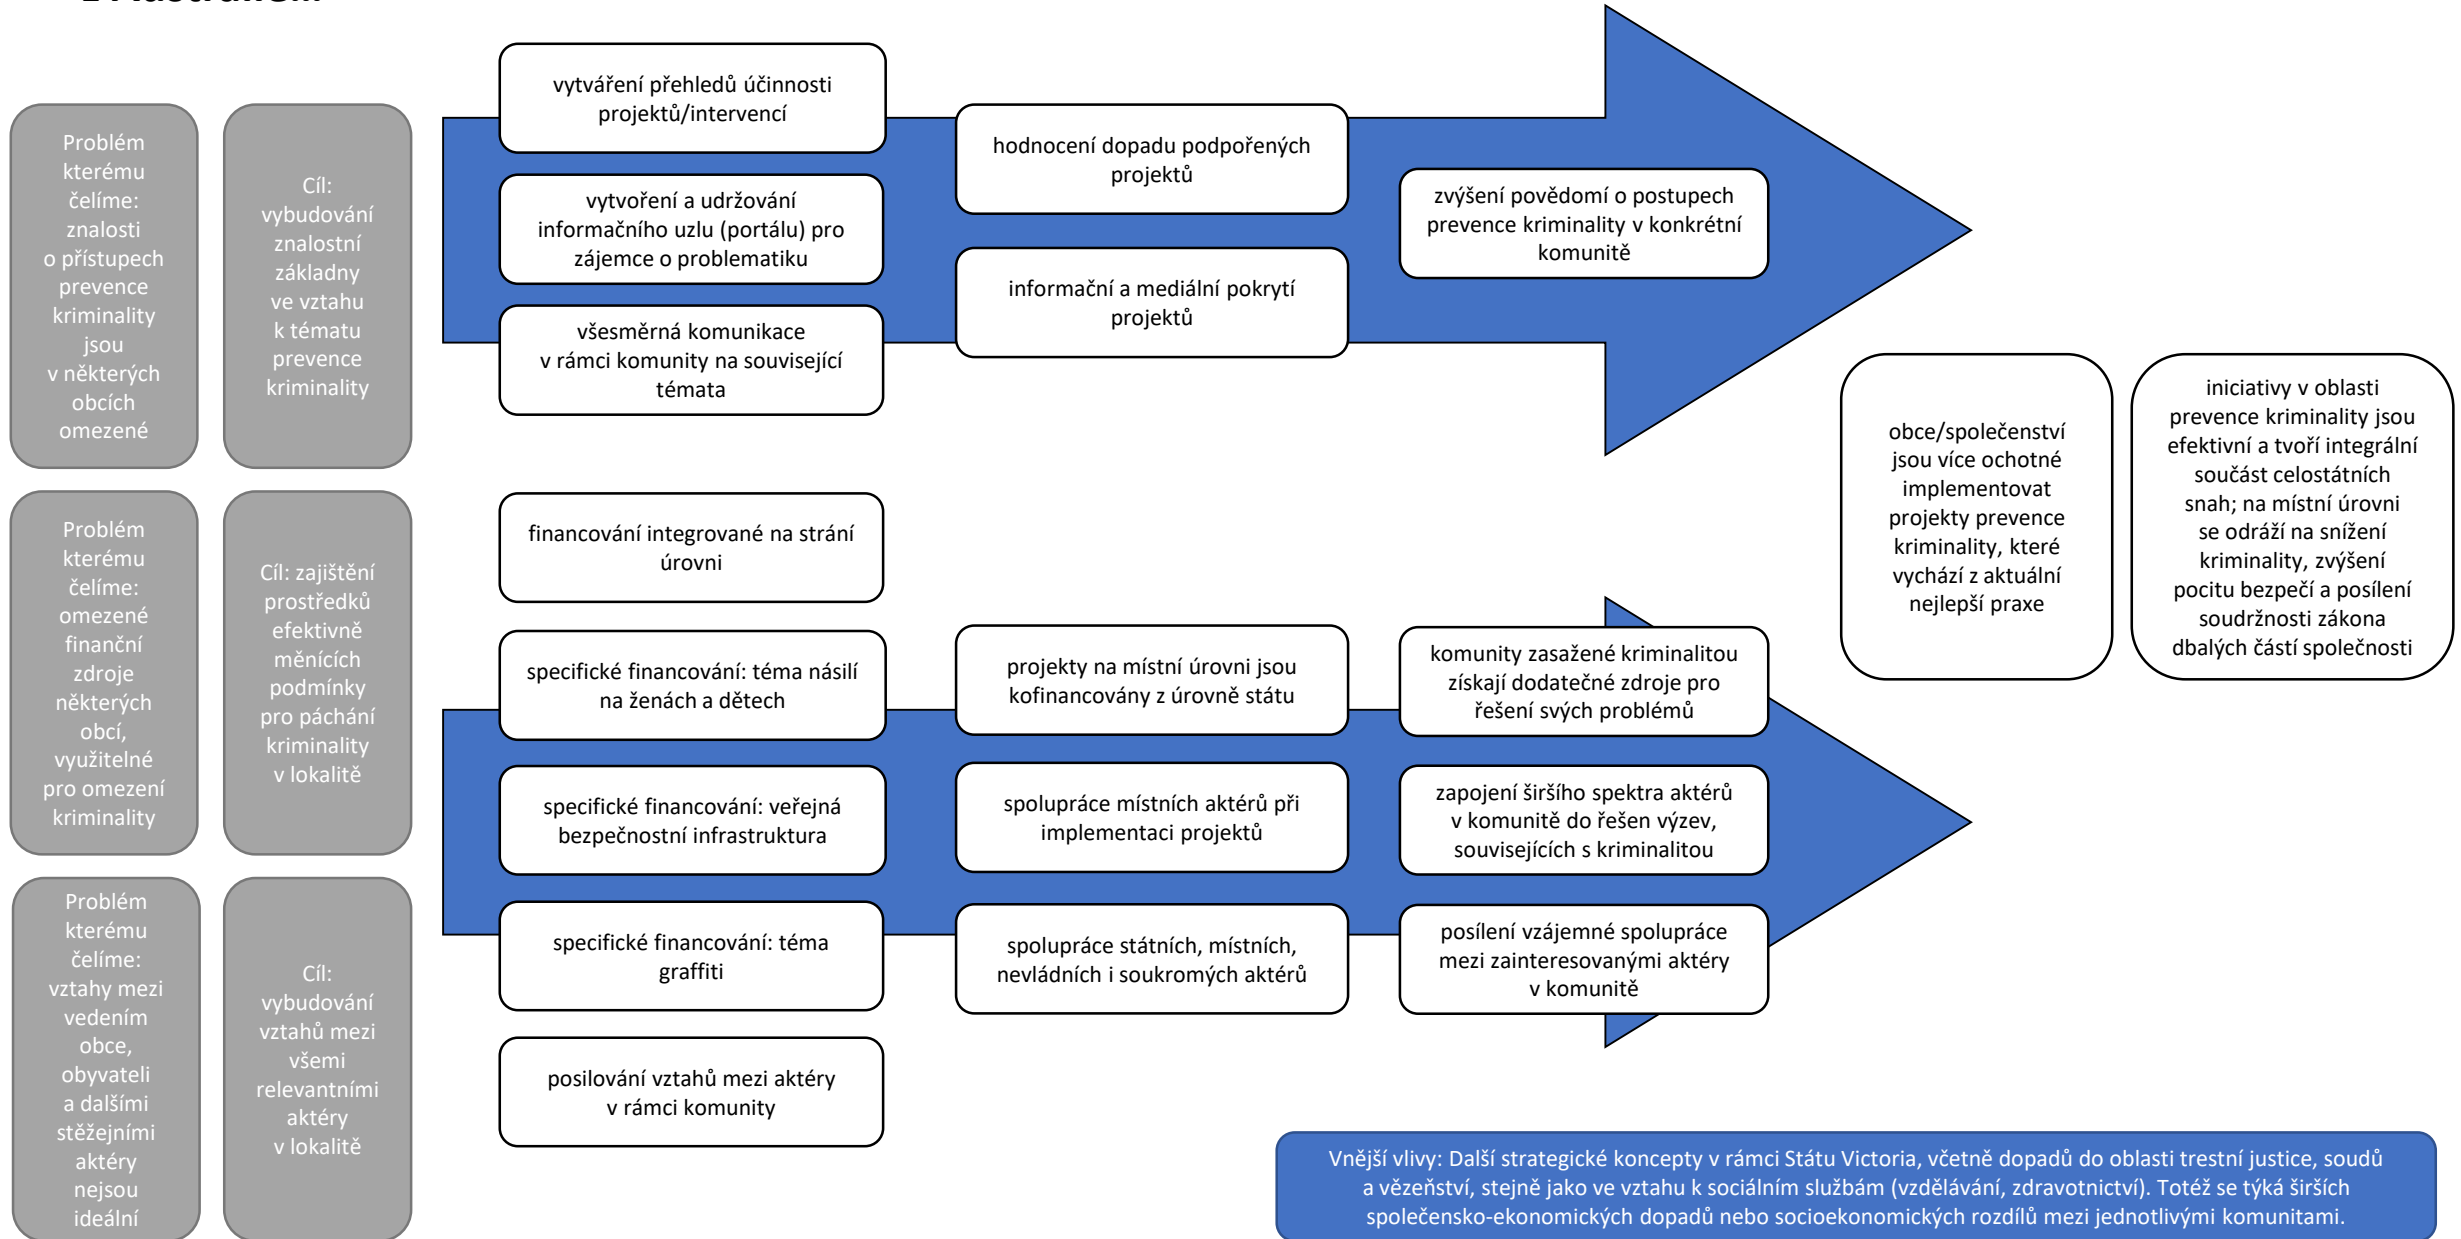 vytváření přehledů účinnosti
projektů/intervencí
Problém
kterému
čelíme:
znalosti
o přístupech
prevence
kriminality
jsou
v některých
obcích
omezené
Cíl:
vybudování
znalostní
základny
ve vztahu
k tématu
prevence
kriminality
vytvoření a udržování
informačního uzlu (portálu) pro
zájemce o problematiku
všesměrná komunikace
v rámci komunity na související
témata
hodnocení dopadu podpořených
projektů
informační a mediální pokrytí
projektů
zvýšení povědomí o postupech
prevence kriminality v konkrétní
komunitě
Problém
kterému
čelíme:
omezené
finanční
zdroje
některých
obcí,
využitelné
pro omezení
kriminality
Cíl: zajištění
prostředků
efektivně
měnících
podmínky
pro páchání
kriminality
v lokalitě
Problém
kterému
čelíme:
vztahy mezi
vedením
obce,
obyvateli
a dalšími
stěžejními
aktéry
nejsou
ideální
Cíl:
vybudování
vztahů mezi
všemi
relevantními
aktéry
v lokalitě
financování integrované na strání
úrovni
specifické financování: téma násilí
na ženách a dětech
specifické financování: veřejná
bezpečnostní infrastruktura
specifické financování: téma
graffiti
posilování vztahů mezi aktéry
v rámci komunity
projekty na místní úrovni jsou
kofinancovány z úrovně státu
spolupráce místních aktérů při
implementaci projektů
spolupráce státních, místních,
nevládních i soukromých aktérů
komunity zasažené kriminalitou
získají dodatečné zdroje pro
řešení svých problémů
zapojení širšího spektra aktérů
v komunitě do řešen výzev,
souvisejících s kriminalitou
posílení vzájemné spolupráce
mezi zainteresovanými aktéry
v komunitě
obce/společenství
jsou více ochotné
implementovat
projekty prevence
kriminality, které
vychází z aktuální
nejlepší praxe
iniciativy v oblasti
prevence kriminality jsou
efektivní a tvoří integrální
součást celostátních
snah; na místní úrovni
se odráží na snížení
kriminality, zvýšení
pocitu bezpečí a posílení
soudržnosti zákona
dbalých částí společnosti
Vnější vlivy: Další strategické koncepty v rámci Státu Victoria, včetně dopadů do oblasti trestní justice, soudů
a vězeňství, stejně jako ve vztahu k sociálním službám (vzdělávání, zdravotnictví). Totéž se týká širších
společensko-ekonomických dopadů nebo socioekonomických rozdílů mezi jednotlivými komunitami.